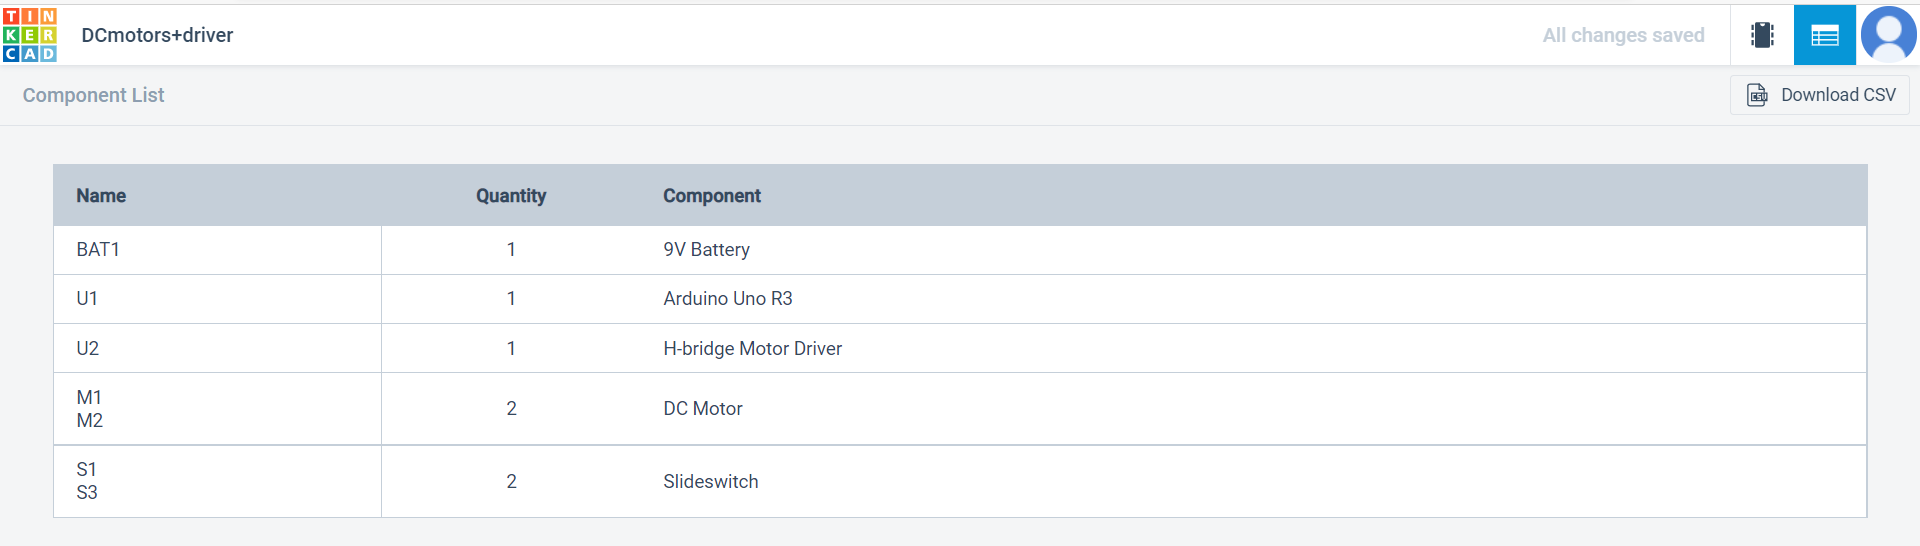 TIN
KER
CAD
DCmotors+driver
All changes saved
Component List
CSV
Download CSV
Name Quantity Component
BAT1 1 9V Battery
U1 1 Arduino Uno R3
U2 1 H-bridge Motor Driver
M1
M2 2 DC Motor
S1
S3 2 Slideswitch